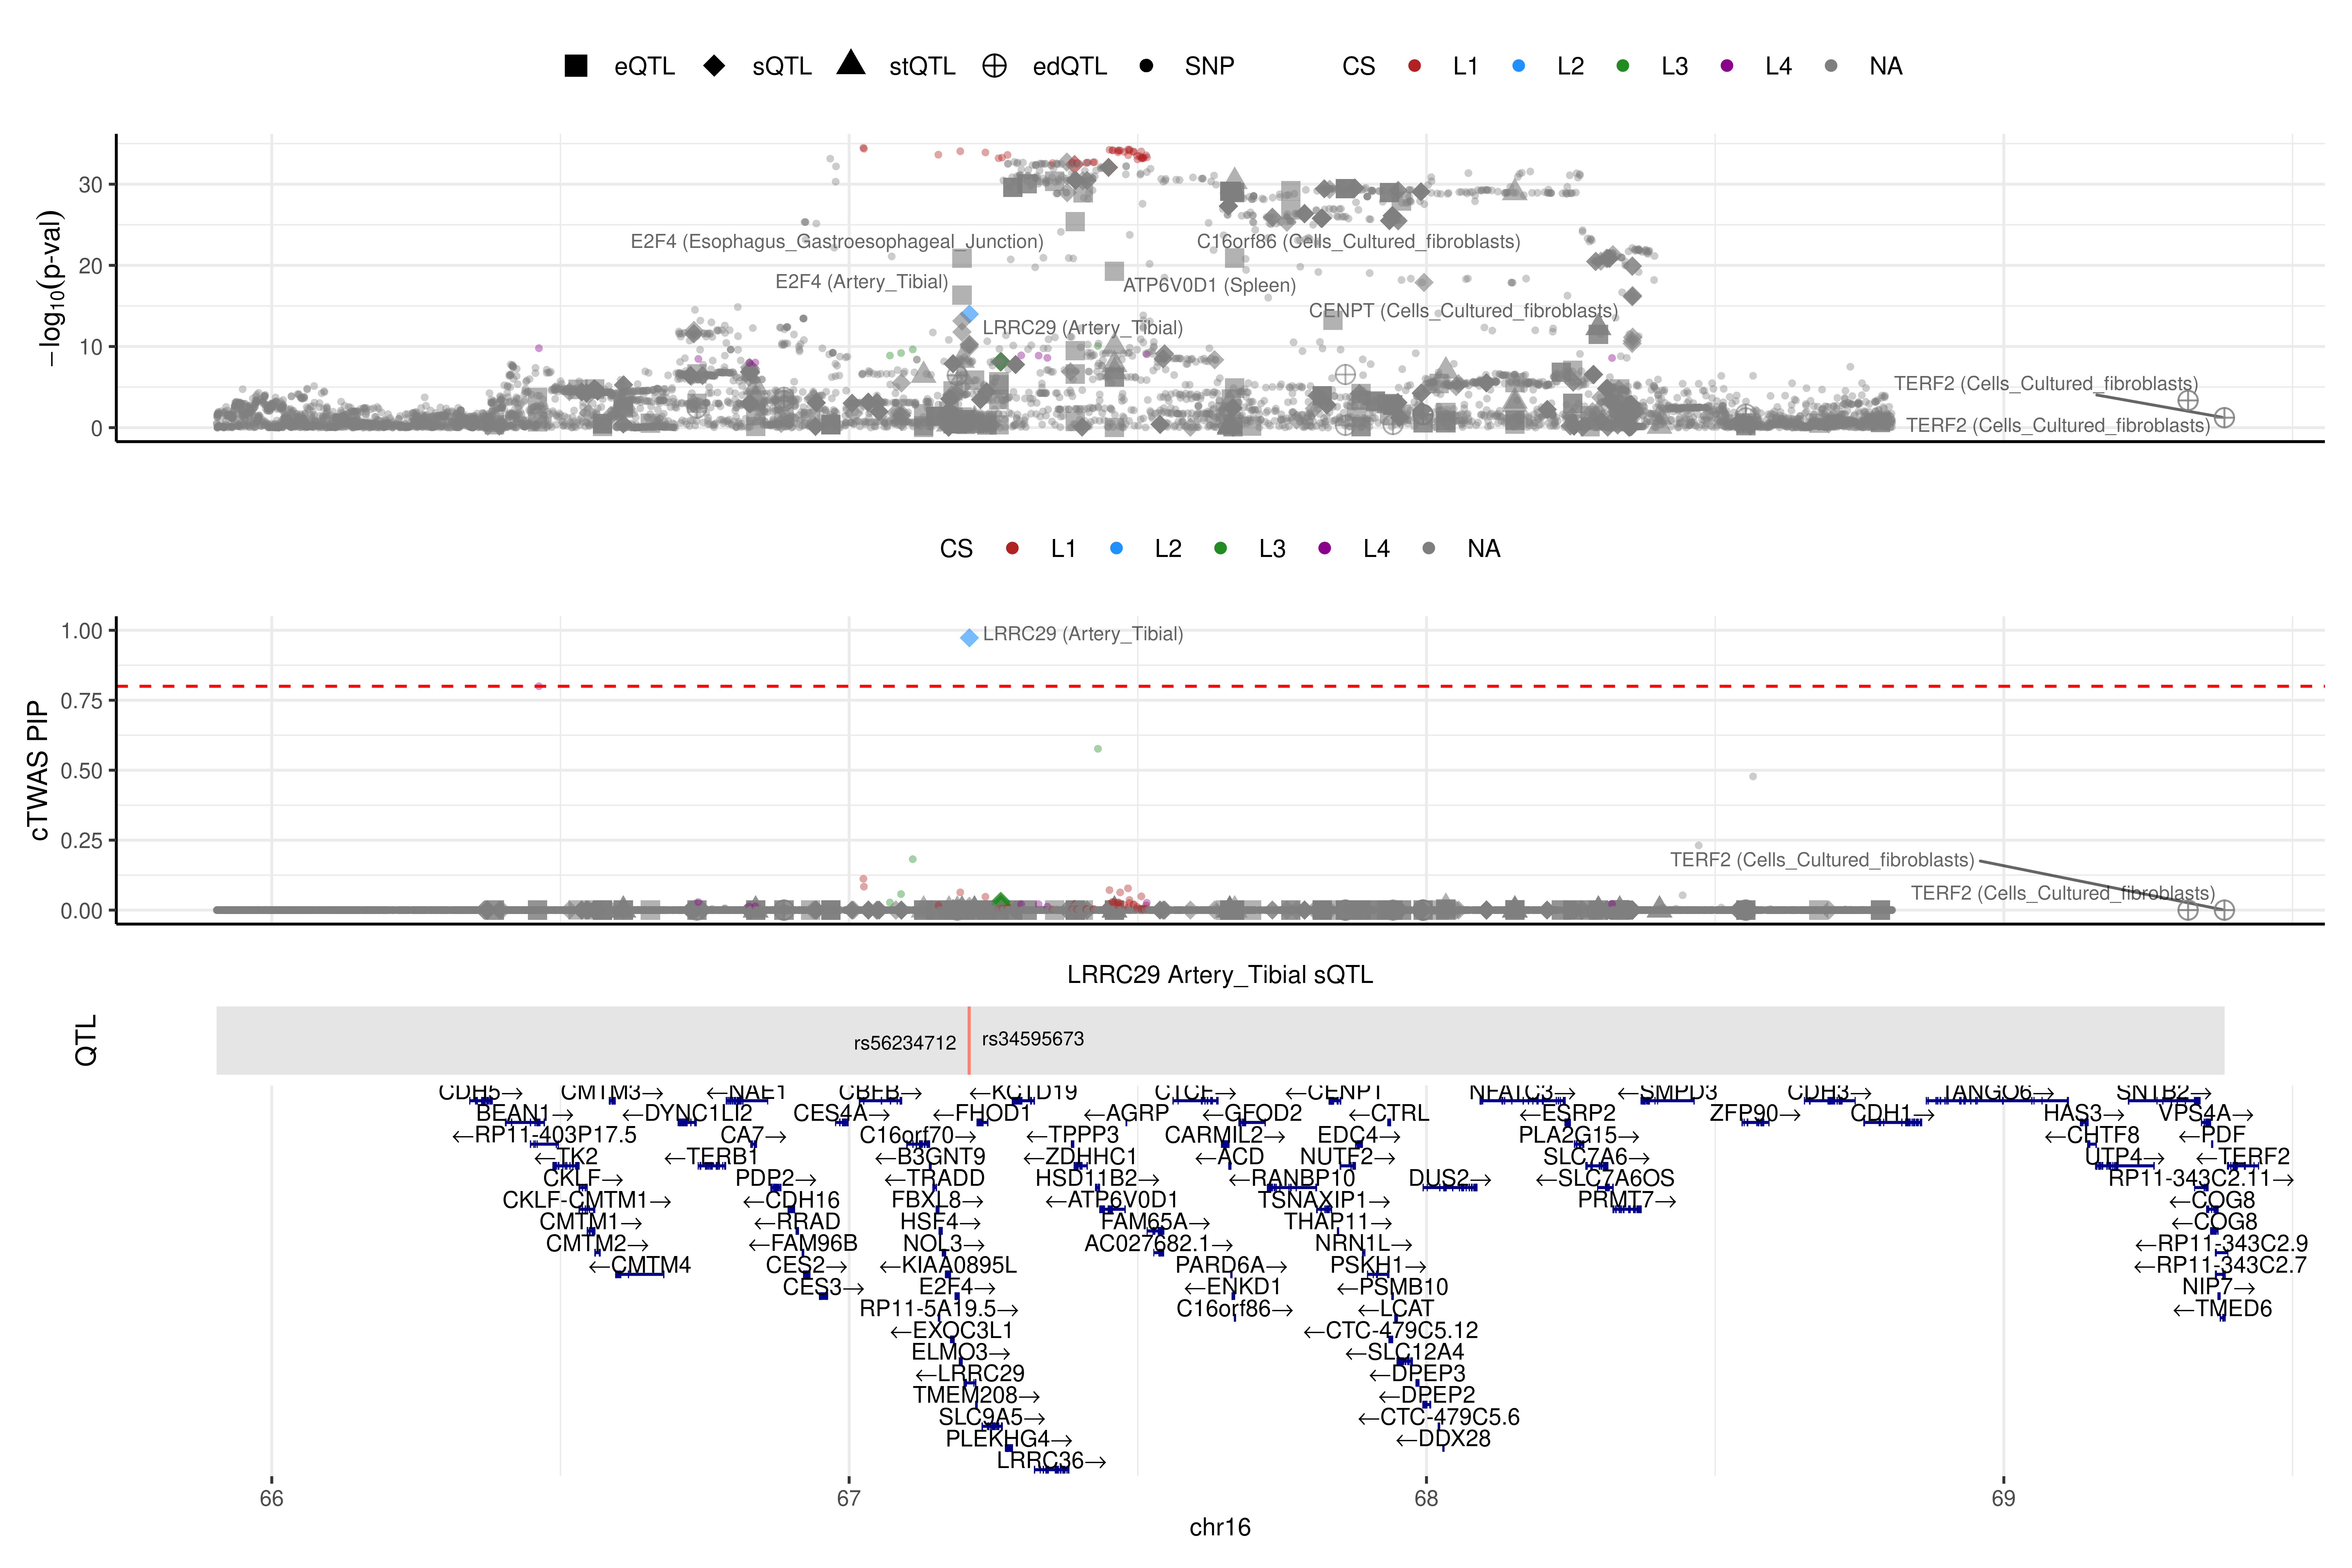 eQTL sQTL stQTL edQTL SNP CS L1 L2 L3 L4 NA
−log10(p-val)
30
20
10
0
E2F4 (Esophagus_Gastroesophageal_Junction)
C16orf86 (Cells_Cultured_fibroblasts)
E2F4 (Artery_Tibial)
ATP6V0D1 (Spleen)
CENPT (Cells_Cultured_fibroblasts)
LRRC29 (Artery_Tibial)
TERF2 (Cells_Cultured_fibroblasts)
TERF2 (Cells_Cultured_fibroblasts)
CS L1 L2 L3 L4 NA
cTWAS PIP
1.00
0.75
0.50
0.25
0.00
LRRC29 (Artery_Tibial)
TERF2 (Cells_Cultured_fibroblasts)
TERF2 (Cells_Cultured_fibroblasts)
LRRC29 Artery_Tibial sQTL
QTL
rs56234712 rs34595673
CDH5→ CMTM3→ ←NAE1 CBFB→ ←KCTD19 CTCF→ ←CENPT NFATC3→ ←SMPD3 CDH3→ TANGO6→ SNTB2→
BEAN1→ ←DYNC1LI2 CES4A→ ←FHOD1 ←AGRP ←GFOD2 ←CTRL ←ESRP2 ZFP90→ CDH1→ HAS3→ VPS4A→
←RP11-403P17.5 CA7→ C16orf70→ ←TPPP3 CARMIL2→ EDC4→ PLA2G15→ ←CHTF8 ←PDF
←TK2 ←TERB1 ←B3GNT9 ←ZDHHC1 ←ACD NUTF2→ SLC7A6→ UTP4→ ←TERF2
CKLF→ PDP2→ ←TRADD HSD11B2→ ←RANBP10 DUS2→ ←SLC7A6OS RP11-343C2.11→
CKLF-CMTM1→ ←CDH16 FBXL8→ ←ATP6V0D1 TSNAXIP1→ PRMT7→ ←COG8
CMTM1→ ←RRAD HSF4→ FAM65A→ THAP11→ ←COG8
CMTM2→ ←FAM96B NOL3→ AC027682.1→ NRN1L→ ←RP11-343C2.9
←CMTM4 CES2→ ←KIAA0895L PARD6A→ PSKH1→ ←RP11-343C2.7
CES3→ E2F4→ ←ENKD1 ←PSMB10 NIP7→
RP11-5A19.5→ C16orf86→ ←LCAT ←TMED6
←EXOC3L1 ←CTC-479C5.12
ELMO3→ ←SLC12A4
←LRRC29 ←DPEP3
TMEM208→ ←DPEP2
SLC9A5→ ←CTC-479C5.6
PLEKHG4→ ←DDX28
LRRC36→
66 67 68 69
chr16